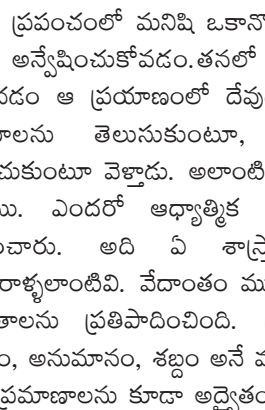 ప్రపంచంలో మనిషి ఒకానొ
అన్వేషించుకోవడం. తనలో
వడం ఆ ప్రయాణంలో దేవు
లను తెలుసుకుంటూ,
చుకుంటూ వెళ్తాడు. అలాంటి
ఎందరో ఆధ్యాత్మిక
చారు. అది ఏ శాస్త్ర
రాళ్ళలాంటివి. వేదాంతం ము
తాలను ప్రతిపాదించింది.
అనుమానం, శబ్దం అనే
ప్రమాణాలను కూడా అద్వైతం